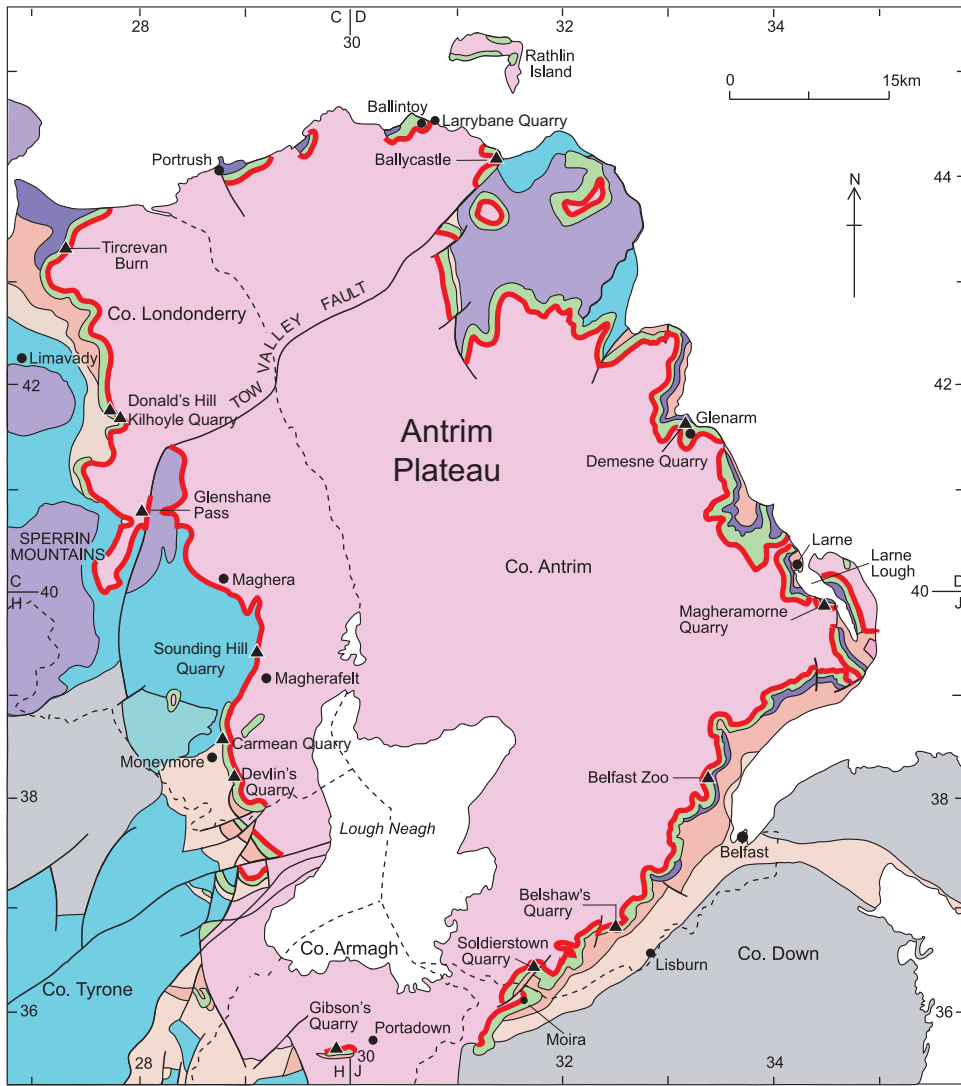 28
C
D
30
32
34
Rathlin
Island
0
15km
Ballintoy
Larrybane Quarry
Portrush
Ballycastle
44
44
N
Tircrevan
Burn
Co. Londonderry
TOW VALLEY FAULT
Limavady
42
42
Donald's Hill
Kilhoyle Quarry
Antrim
Plateau
Glenarm
Demesne Quarry
Glenshane
Pass
SPERRIN
MOUNTAINS
Larne
Larne
Lough
Co. Antrim
Maghera
C
40
H
40
D
J
Magheramorne
Quarry
Sounding Hill
Quarry
Magherafelt
Carmean Quarry
Moneymore
Devlin's
Quarry
Belfast Zoo
38
38
Lough Neagh
Belfast
Belshaw's
Quarry
Co. Armagh
Soldierstown
Quarry
Co. Down
Lisburn
Co. Tyrone
36
36
Gibson's
Quarry
Portadown
Moira
28
30
H
J
32
34